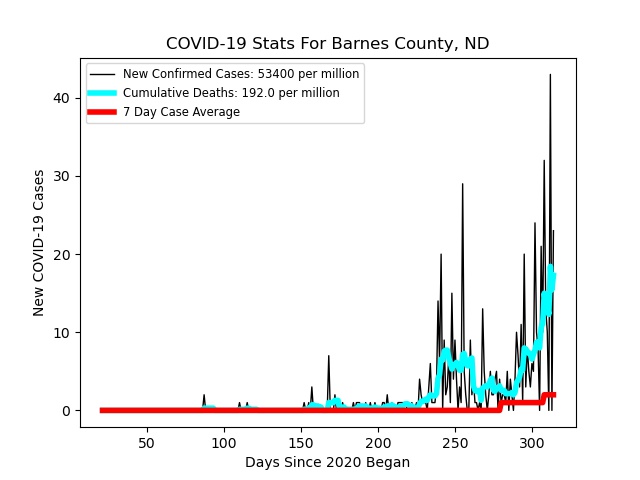 COVID-19 Stats For Barnes County, ND
New Confirmed Cases: 53400 per million
Cumulative Deaths: 192.0 per million
7 Day Case Average
New COVID-19 Cases
40
30
20
10
0
50 100 150 200 250 300
Days Since 2020 Began